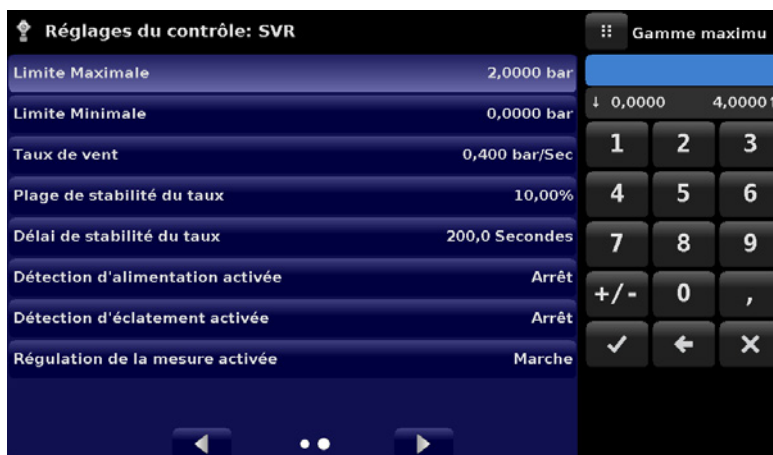 Réglages du contrôle: SVR
Limite Maximale 2,0000 bar
Limite Minimale 0,0000 bar
Taux de vent 0,400 bar/Sec
Plage de stabilité du taux 10,00%
Délai de stabilité du taux 200,0 Secondes
Détection d'alimentation activée Arrêt
Détection d'éclatement activée Arrêt
Régulation de la mesure activée Marche
Gamme maximu
↓ 0,0000 4,0000↑
1 2 3
4 5 6
7 8 9
+/- 0 ,